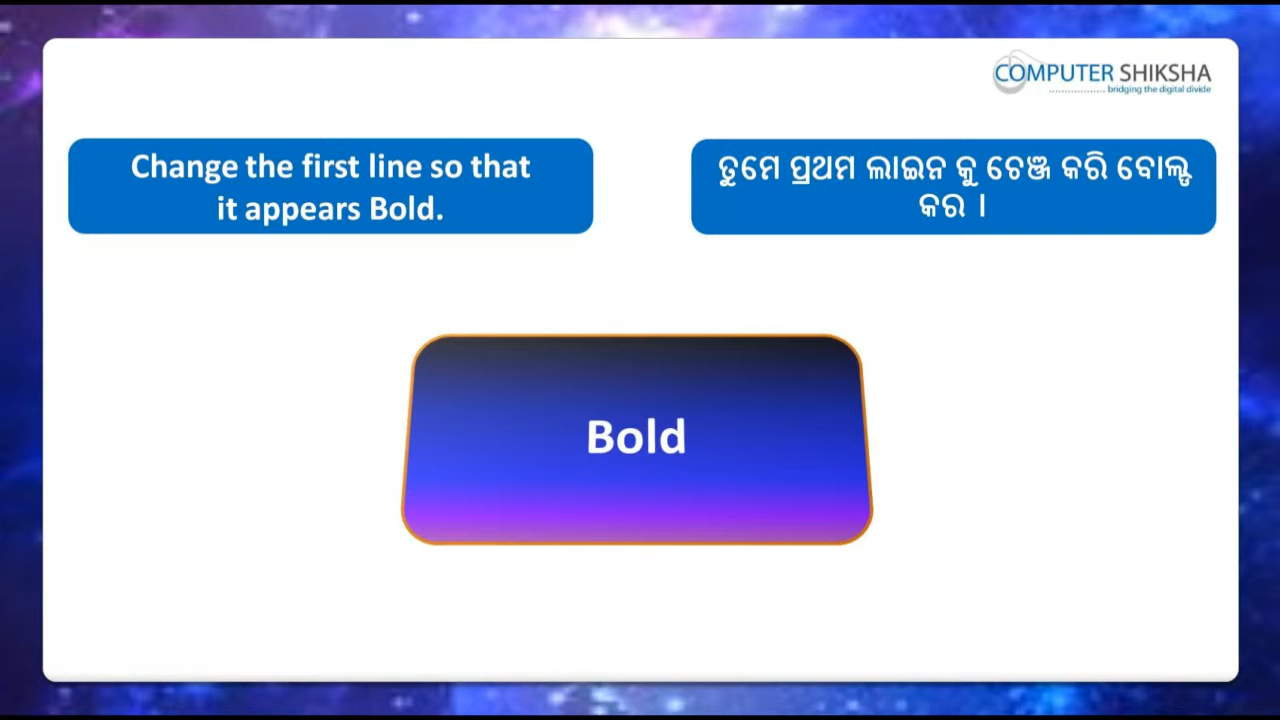 COMPUTER SHIKSHA
bridging the digital divide
Change the first line so that
it appears Bold.
ତୁମେ ପ୍ରଥମ ଲାଇନ କୁ ଚେଞ୍ଜ କରି ବୋଲ୍ଡ
କର ।
Bold